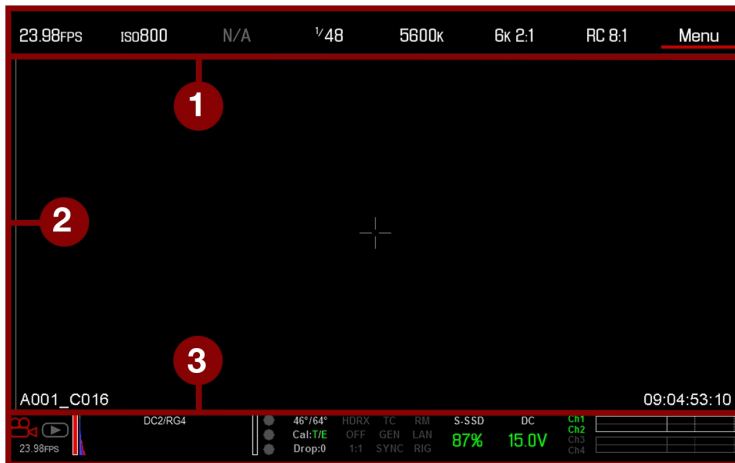 23.98FPS ISO800 N/A 1/48 5600K 6K 2:1 RC 8:1 Menu
1
2
3
A001_C016 09:04:53:10
DC2/RG4 46°/64° HDRX TC RM S-SSD DC Ch1
Cal:T/E OFF GEN LAN 87% 15.0V Ch2
23.98FPS Drop:0 1:1 SYNC RIG Ch3
Ch4